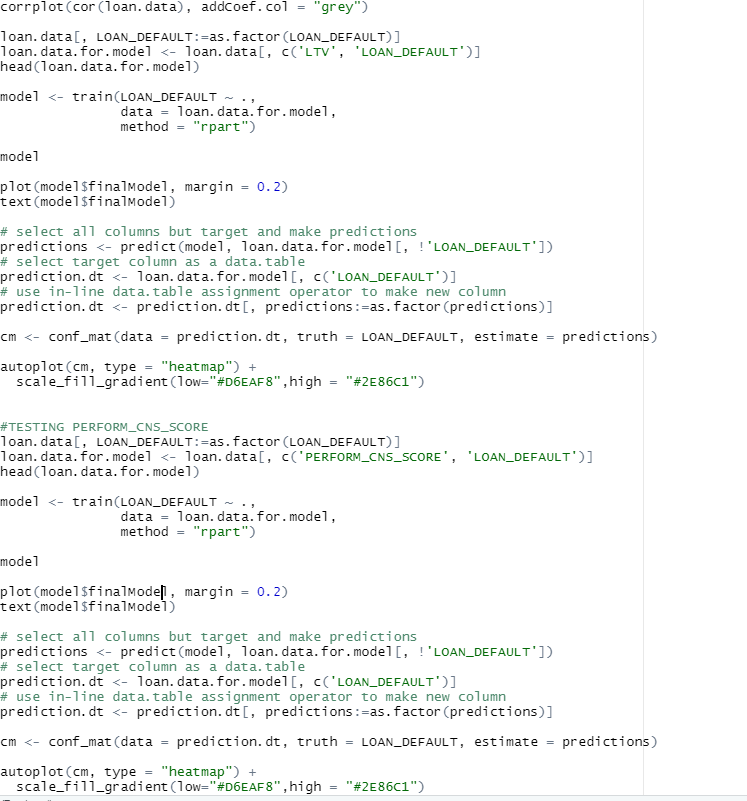 corrplot(cor(loan.data), addCoef.col = "grey")
loan.data[, LOAN_DEFAULT:=as.factor(LOAN_DEFAULT)]
loan.data.for.model <- loan.data[, c('LTV', 'LOAN_DEFAULT')]
head(loan.data.for.model)
model <- train(LOAN_DEFAULT ~ .,
data = loan.data.for.model,
method = "rpart")
model
plot(model$finalModel, margin = 0.2)
text(model$finalModel)
# select all columns but target and make predictions
predictions <- predict(model, loan.data.for.model[, !'LOAN_DEFAULT'])
# select target column as a data.table
prediction.dt <- loan.data.for.model[, c('LOAN_DEFAULT')]
# use in-line data.table assignment operator to make new column
prediction.dt <- prediction.dt[, predictions:=as.factor(predictions)]
cm <- conf_mat(data = prediction.dt, truth = LOAN_DEFAULT, estimate = predictions)
autoplot(cm, type = "heatmap") +
scale_fill_gradient(low="#D6EAF8",high = "#2E86C1")
#TESTING PERFORM_CNS_SCORE
loan.data[, LOAN_DEFAULT:=as.factor(LOAN_DEFAULT)]
loan.data.for.model <- loan.data[, c('PERFORM_CNS_SCORE', 'LOAN_DEFAULT')]
head(loan.data.for.model)
model <- train(LOAN_DEFAULT ~ .,
data = loan.data.for.model,
method = "rpart")
model
plot(model$finalModel, margin = 0.2)
text(model$finalModel)
# select all columns but target and make predictions
predictions <- predict(model, loan.data.for.model[, !'LOAN_DEFAULT'])
# select target column as a data.table
prediction.dt <- loan.data.for.model[, c('LOAN_DEFAULT')]
# use in-line data.table assignment operator to make new column
prediction.dt <- prediction.dt[, predictions:=as.factor(predictions)]
cm <- conf_mat(data = prediction.dt, truth = LOAN_DEFAULT, estimate = predictions)
autoplot(cm, type = "heatmap") +
scale_fill_gradient(low="#D6EAF8",high = "#2E86C1")